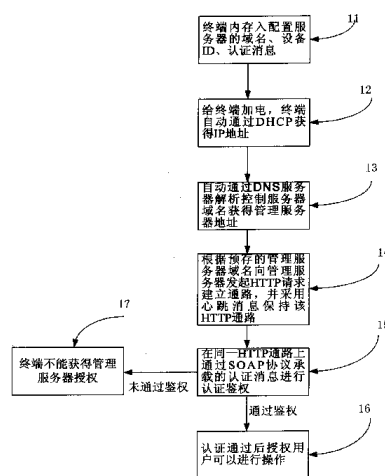 终端内存入配置服
务器的域名、设备
ID、认证消息
11
给终端加电，终端
自动通过DHCP获
得IP地址
12
自动通过DNS服务
器解析控制服务器
域名获得管理服务
器地址
13
根据预存的管理服务
器域名向管理服务
器发起HTTP请求
建立通路，并采用
心跳消息保持该
HTTP通路
14
17
终端不能获得管理
服务器授权
未通过鉴权
在同一HTTP通路上
通过SOAP协议承
载的认证消息进行
认证鉴权
15
通过鉴权
认证通过后授权用
户可以进行操作
16